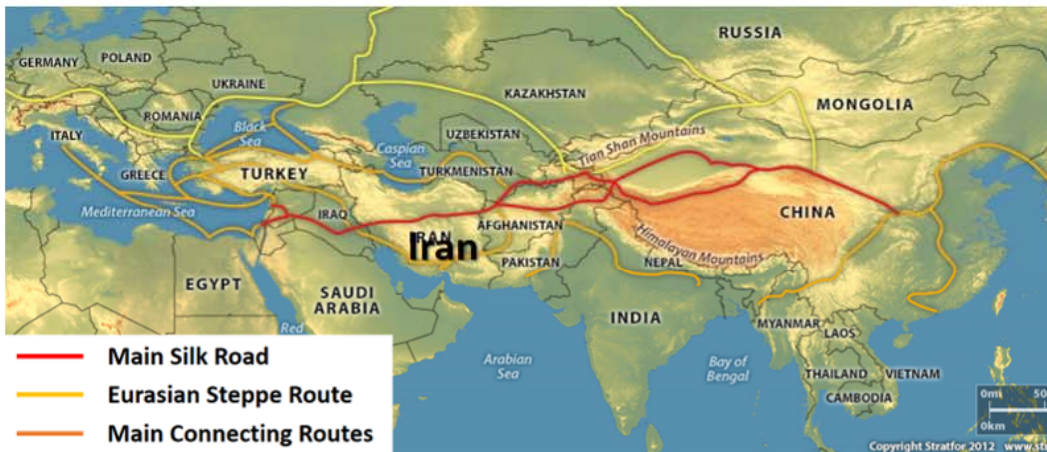 RUSSIA
GERMANY
POLAND
UKRAINE
KAZAKHSTAN
MONGOLIA
ROMANIA
ITALY
Black
Sea
Caspian
Sea
UZBEKISTAN
Tian Shan Mountains
GREECE
TURKEY
TURKMENISTAN
Mediterranean Sea
IRAQ
AFGHANISTAN
CHINA
IRAN
Iran
Himalayan Mountains
PAKISTAN
NEPAL
EGYPT
SAUDI
ARABIA
INDIA
Red
MYANMAR
LAOS
Arabian
Sea
Bay of
Bengal
THAILAND
VIETNAM
CAMBODIA
Main Silk Road
Eurasian Steppe Route
Main Connecting Routes
0mi
0km
Copyright Stratfor 2012